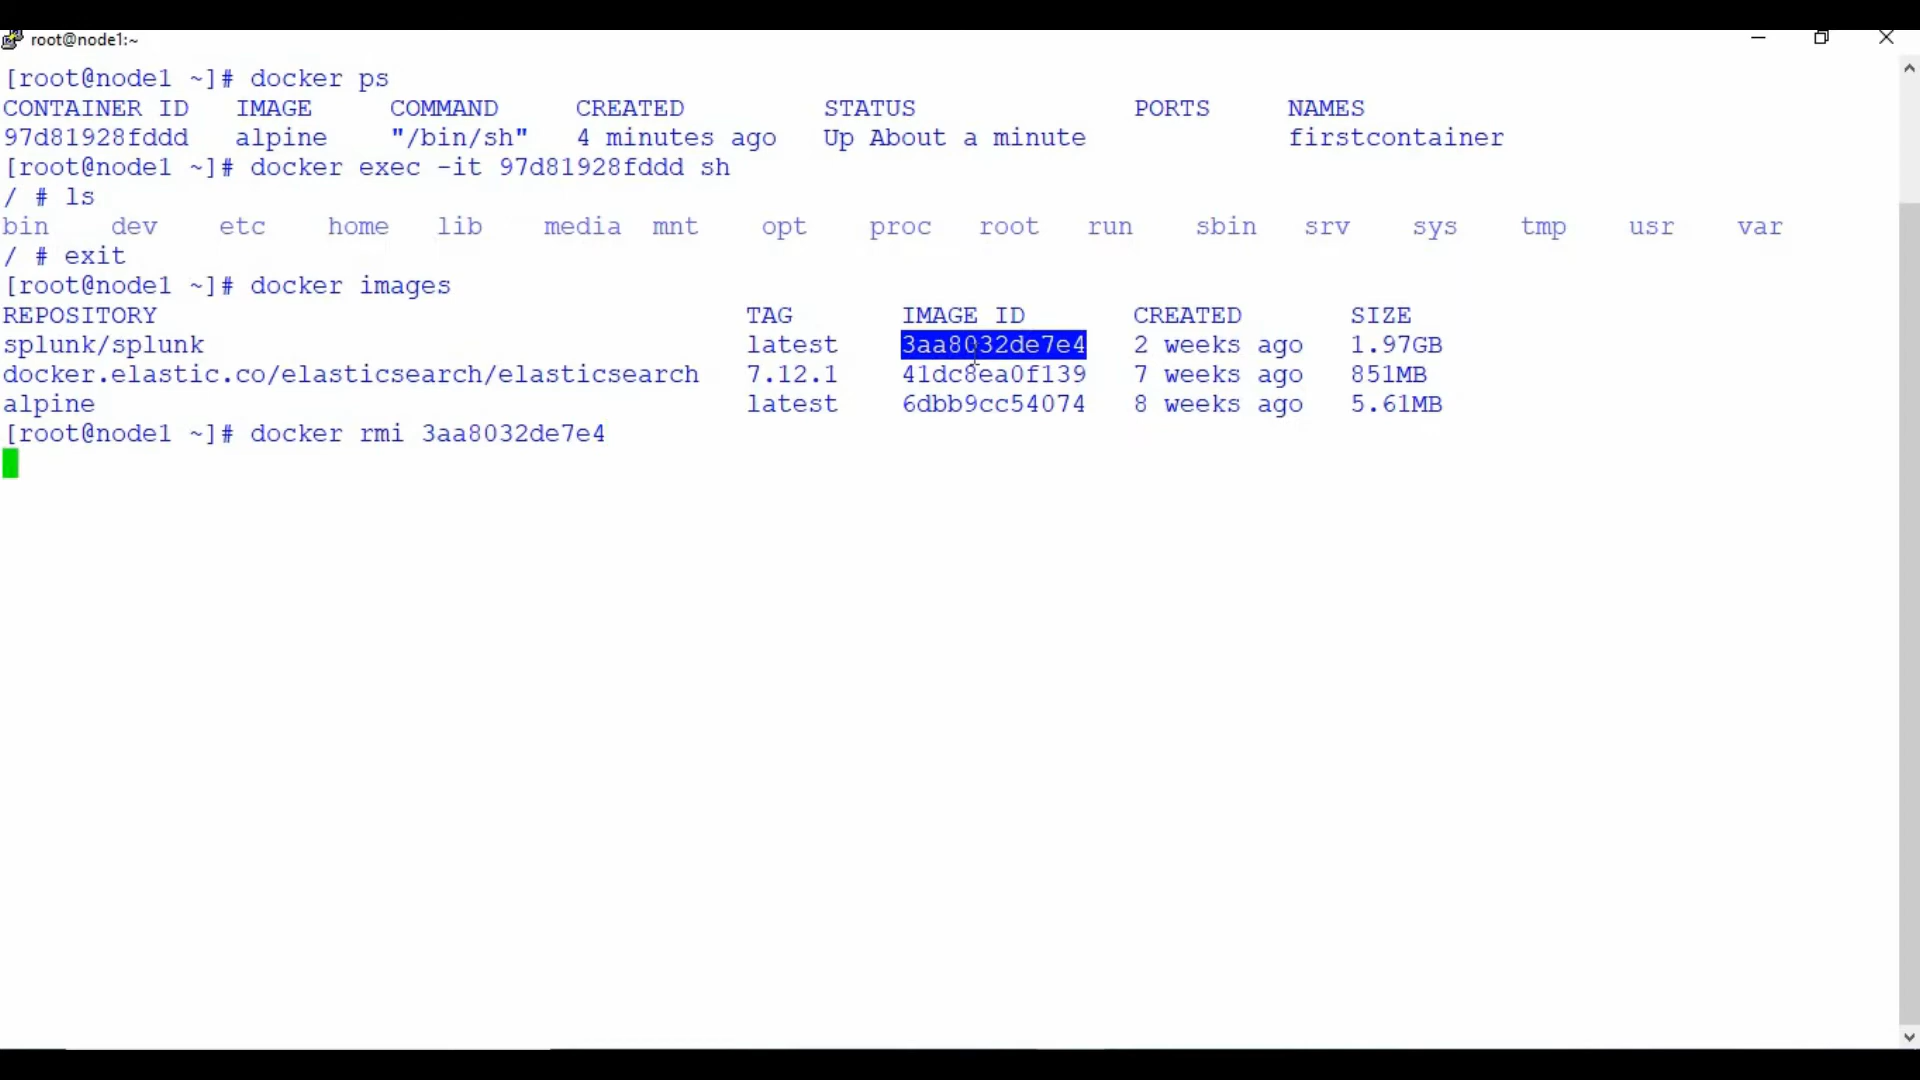 root@node1:~
[root@node1 ~]# docker ps
CONTAINER ID IMAGE COMMAND CREATED STATUS PORTS NAMES
97d81928fddd alpine "/bin/sh" 4 minutes ago Up About a minute firstcontainer
[root@node1 ~]# docker exec -it 97d81928fddd sh
/ # ls
bin dev etc home lib media mnt opt proc root run sbin srv sys tmp usr var
/ # exit
[root@node1 ~]# docker images
REPOSITORY TAG IMAGE ID CREATED SIZE
splunk/splunk latest 3aa8032de7e4 2 weeks ago 1.97GB
docker.elastic.co/elasticsearch/elasticsearch 7.12.1 41dc8ea0f139 7 weeks ago 851MB
alpine latest 6dbb9cc54074 8 weeks ago 5.61MB
[root@node1 ~]# docker rmi 3aa8032de7e4